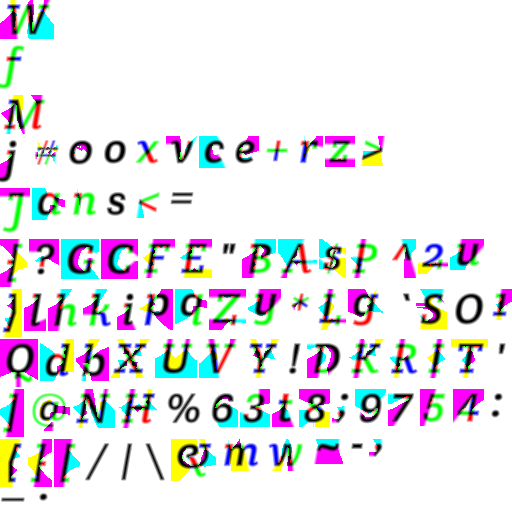 W
f
M
j # o o x v c e + r z >
J a n s < =
? G C F E " B A $ P ^ 2 u
) l h k i p q Z y * L g ` S O
Q d b X U V Y ! D K R I T '
] @ N H % 6 3 t 8 ; 9 7 5 4 :
/ | \ & m w ~ - ,
_ .